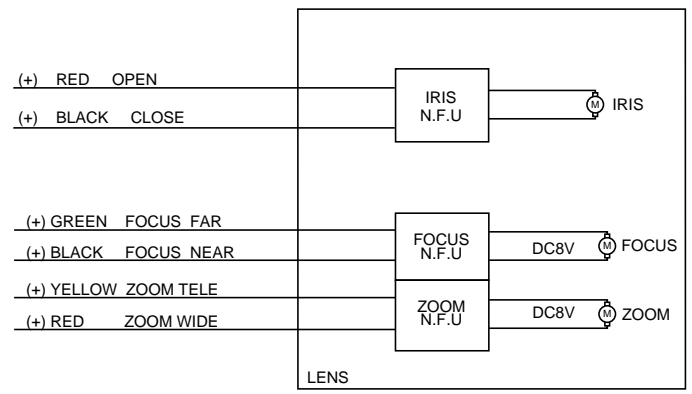 (+) RED OPEN
(+) BLACK CLOSE
IRIS
N.F.U
M IRIS
(+) GREEN FOCUS FAR
(+) BLACK FOCUS NEAR
FOCUS
N.F.U
DC8V M FOCUS
(+) YELLOW ZOOM TELE
(+) RED ZOOM WIDE
ZOOM
N.F.U
DC8V M ZOOM
LENS